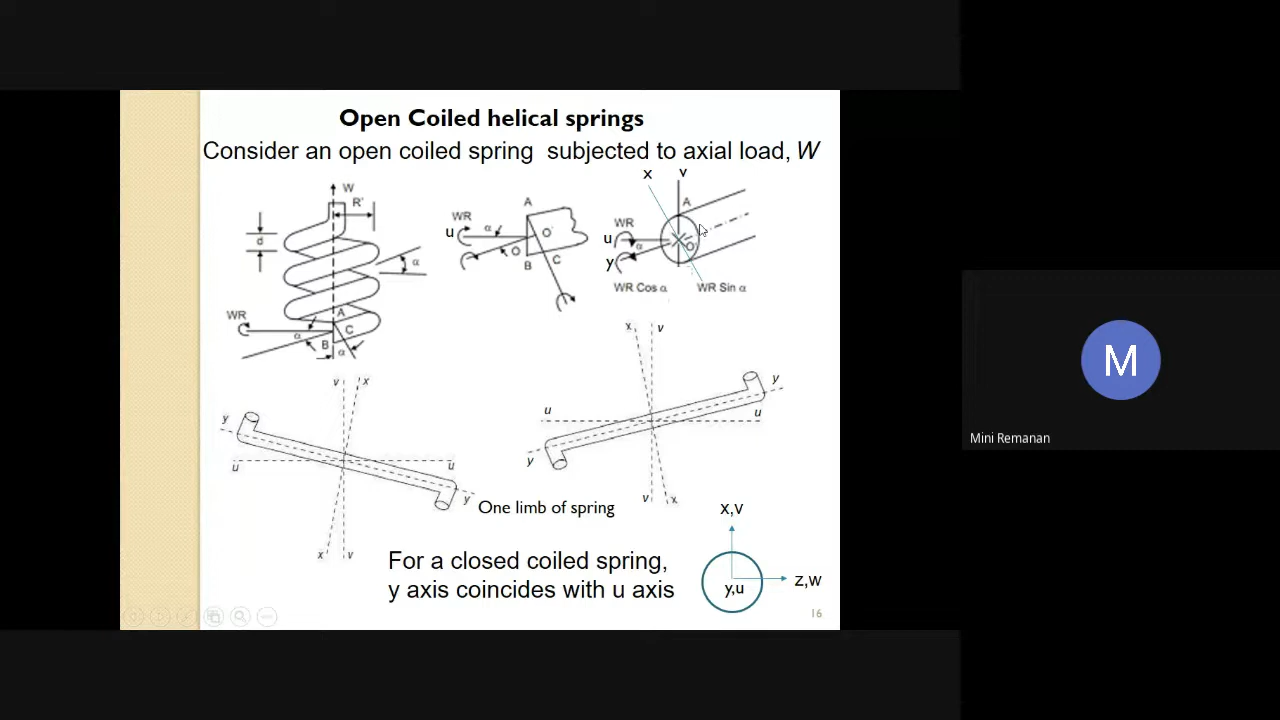 Open Coiled helical springs
Consider an open coiled spring subjected to axial load, W
W
R'
d
α
WR
A
C
B
α
α
A
WR
u
α
O'
O
B
C
x
v
A
WR
u
α
O'
y
WR Cos α
WR Sin α
v
x
y
u
u
y
x
v
x
v
y
u
u
y
v
x
One limb of spring
x,v
For a closed coiled spring,
y axis coincides with u axis
z,w
y,u
16
M
Mini Remanan